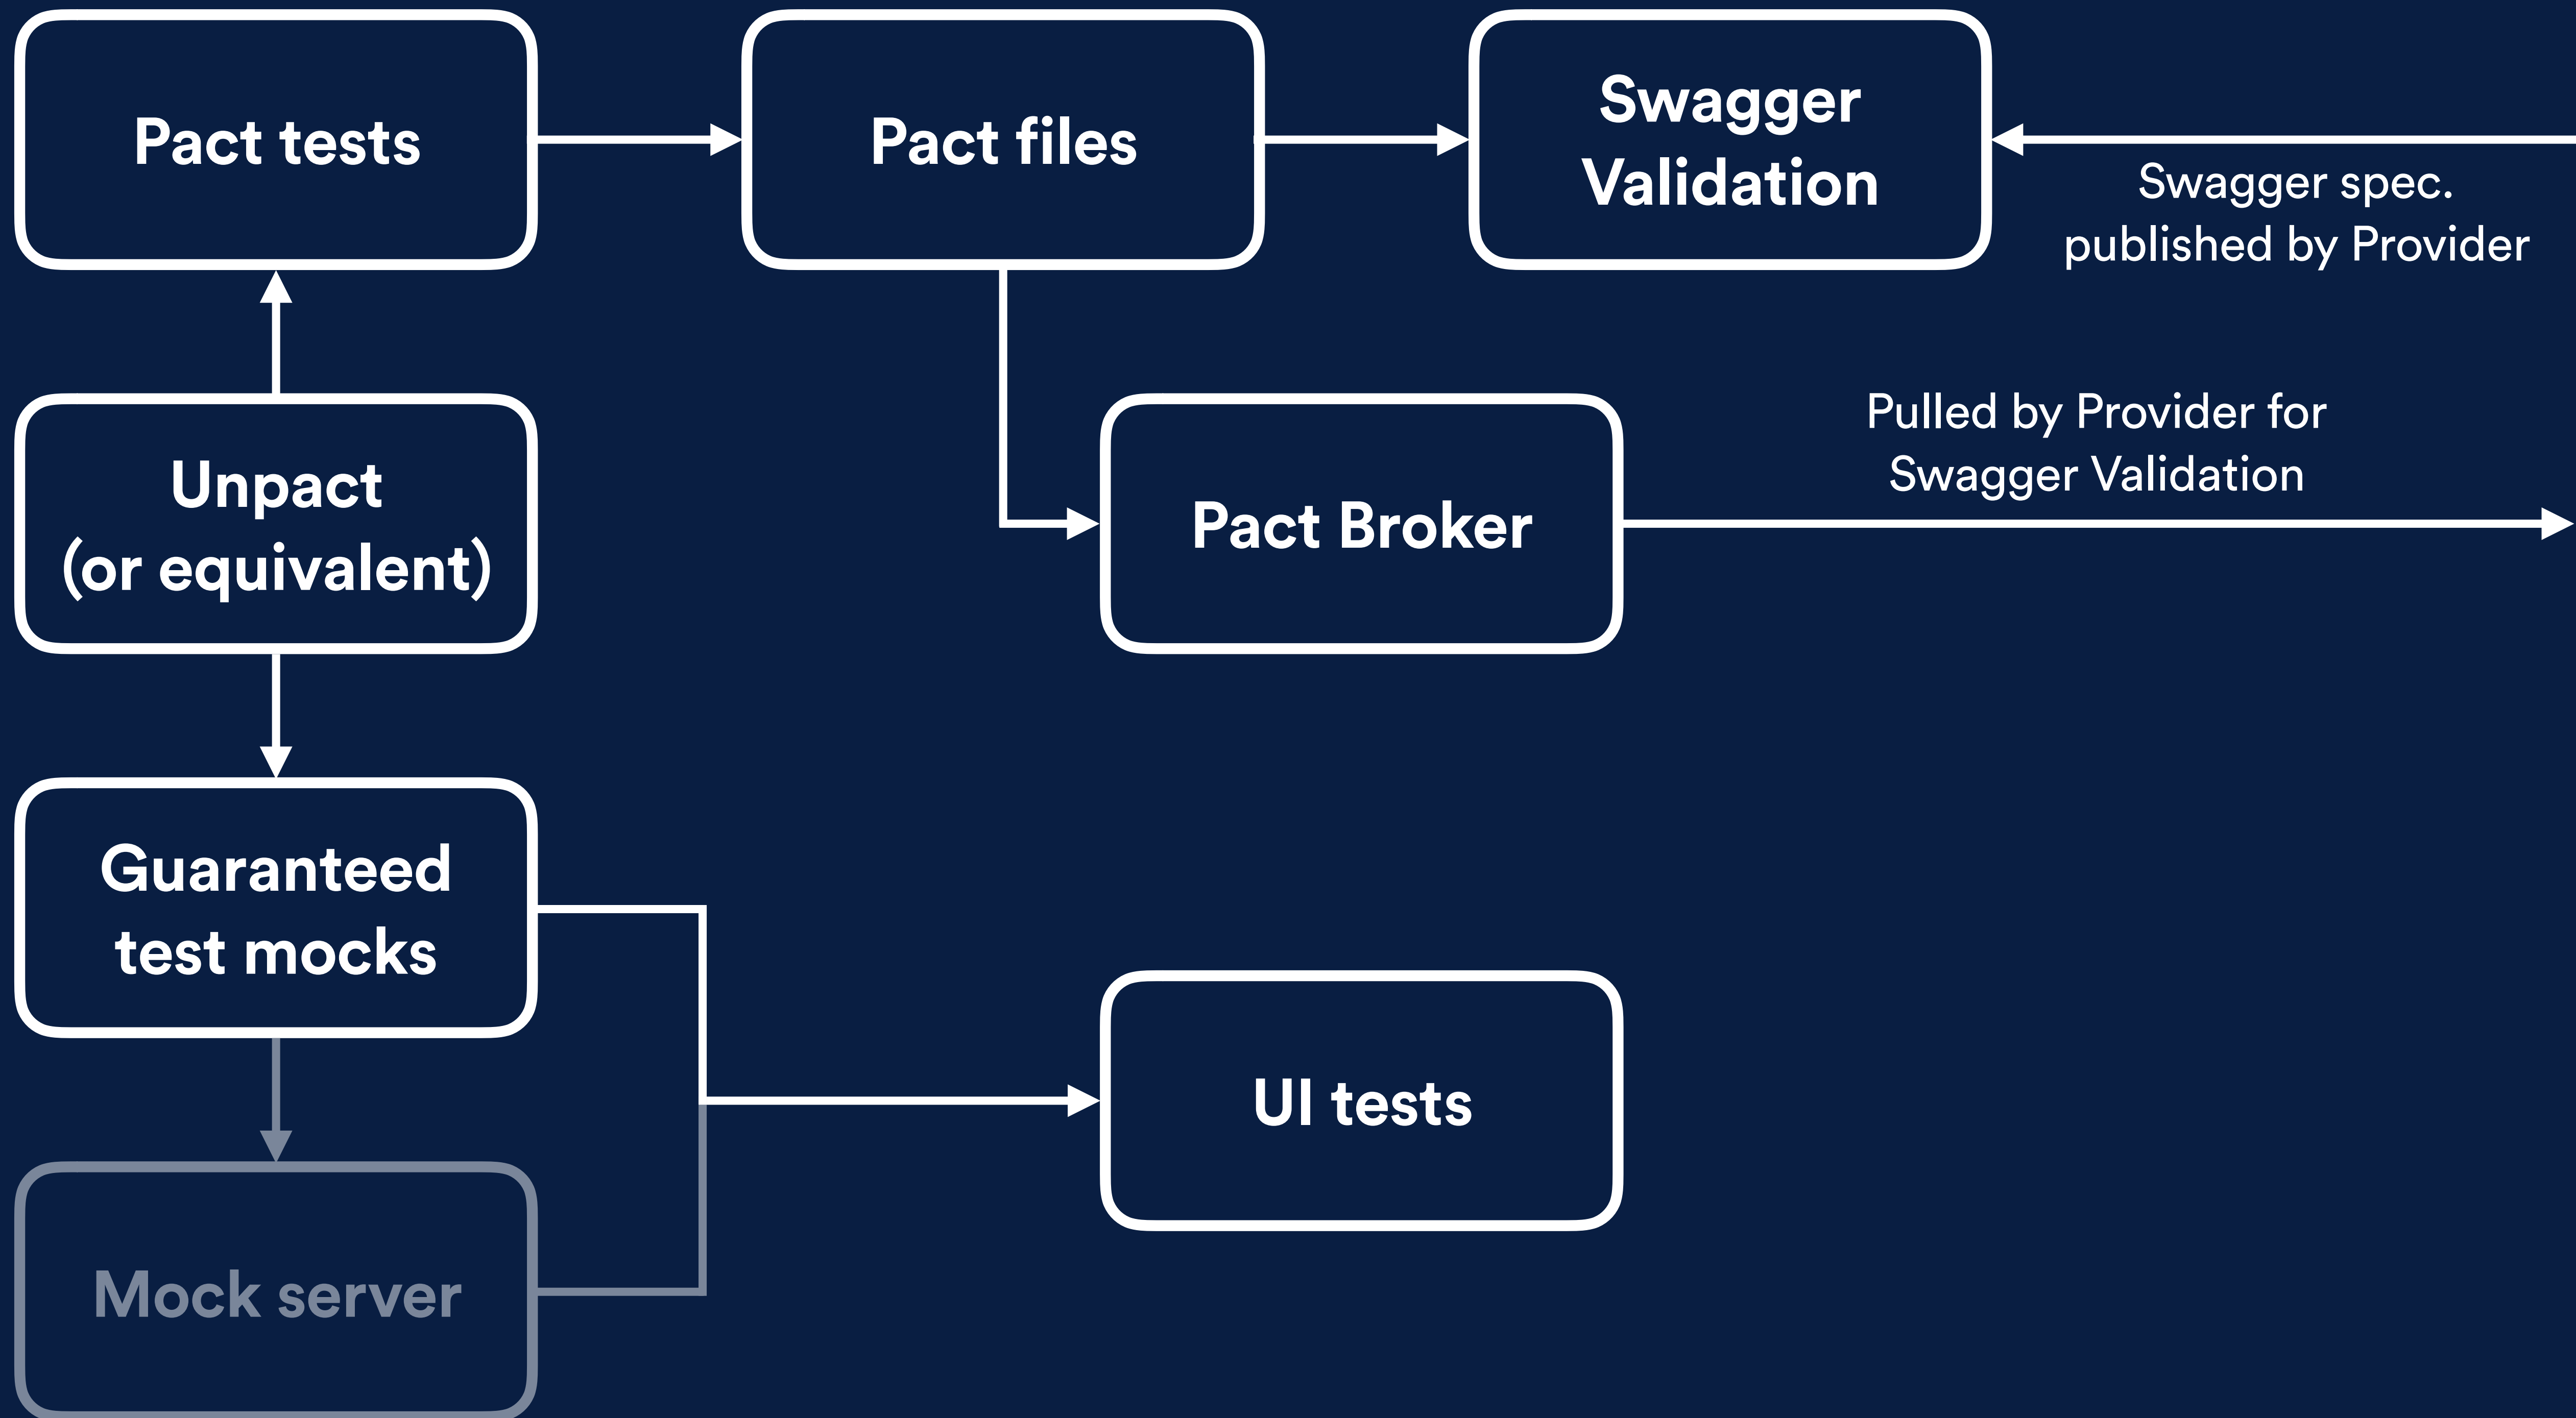 Pact tests
Pact files
Swagger
Validation
Swagger spec.
published by Provider
Unpact
(or equivalent)
Pact Broker
Pulled by Provider for
Swagger Validation
Guaranteed
test mocks
UI tests
Mock server